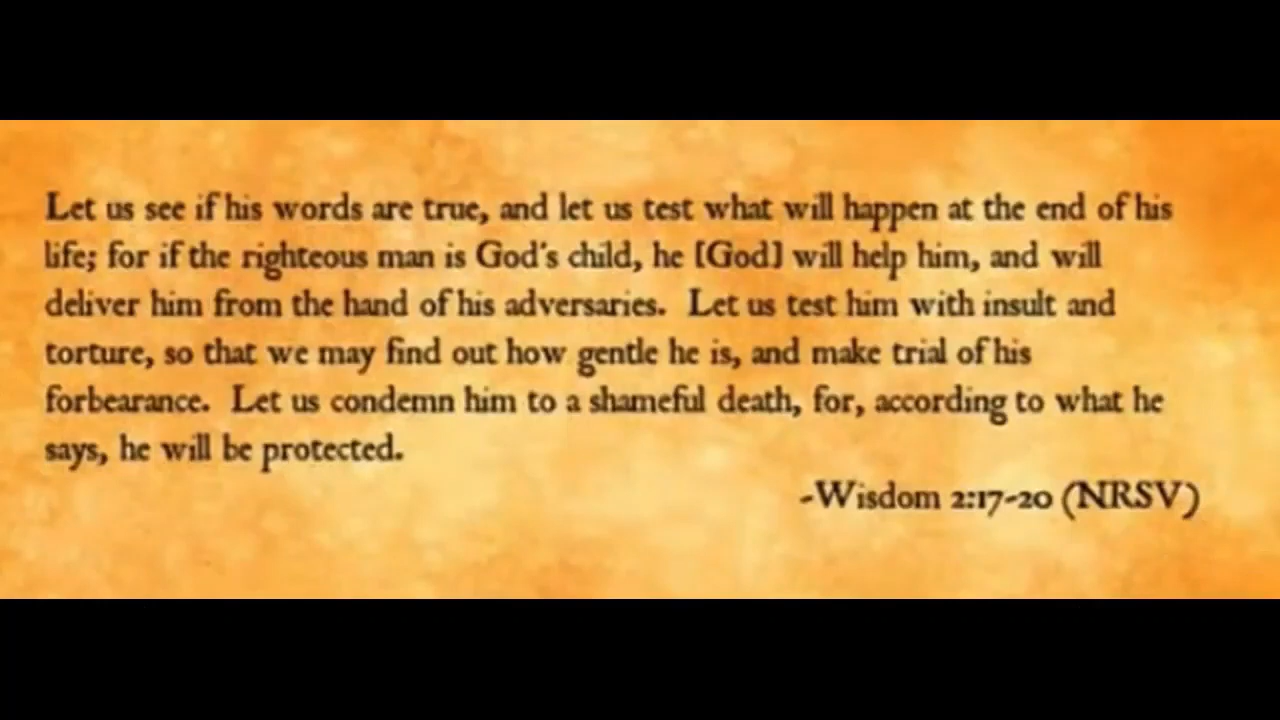 Let us see if his words are true, and let us test what will happen at the end of his
life; for if the righteous man is God's child, he [God] will help him, and will
deliver him from the hand of his adversaries.  Let us test him with insult and
torture, so that we may find out how gentle he is, and make trial of his
forbearance.  Let us condemn him to a shameful death, for, according to what he
says, he will be protected.
-Wisdom 2:17-20 (NRSV)